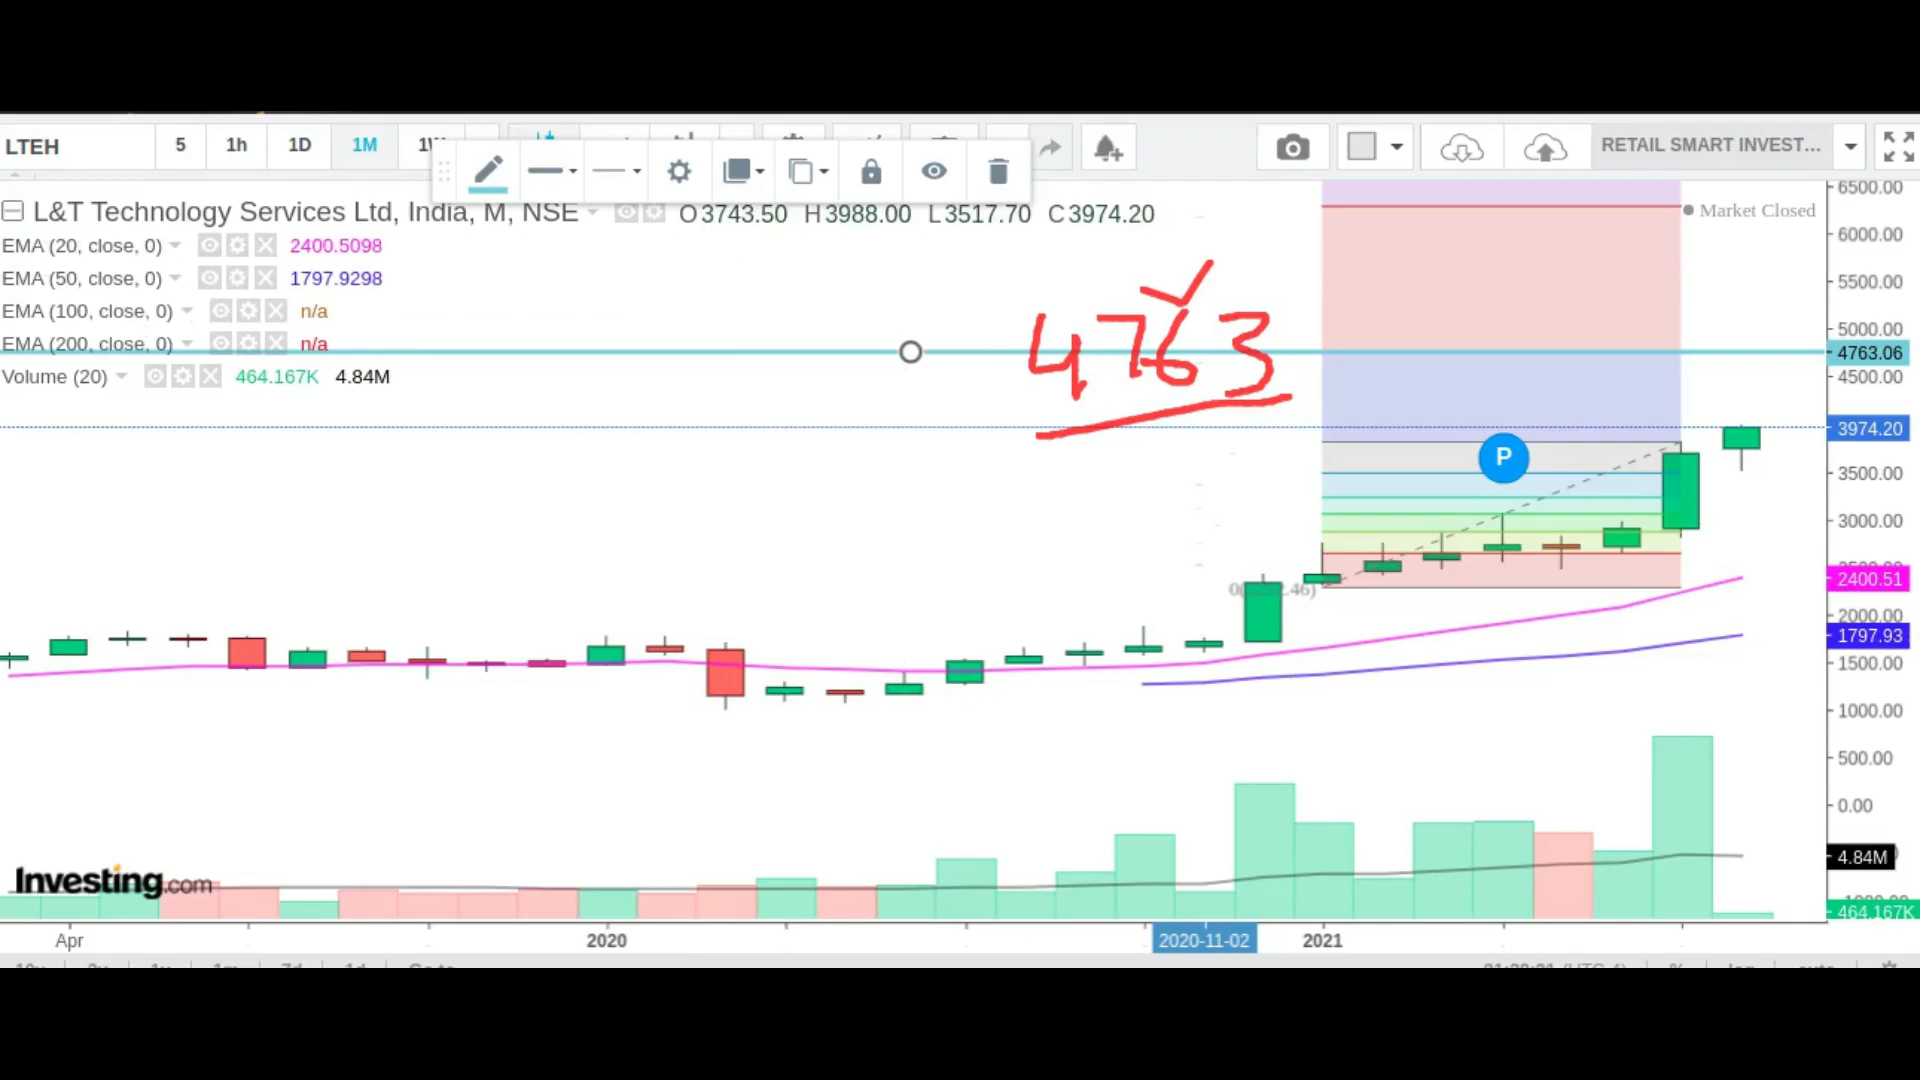 LTEH 5 1h 1D 1M RETAIL SMART INVEST...
L&T Technology Services Ltd, India, M, NSE O3743.50 H3988.00 L3517.70 C3974.20
Market Closed
EMA (20, close, 0) 2400.5098
EMA (50, close, 0) 1797.9298
EMA (100, close, 0) n/a
EMA (200, close, 0) n/a
Volume (20) 464.167K 4.84M
4763
P
6500.00
6000.00
5500.00
5000.00
4763.06
4500.00
3974.20
3500.00
3000.00
2400.51
2000.00
1797.93
1500.00
1000.00
500.00
0.00
4.84M
464.167K
Investing.com
Apr 2020 2020-11-02 2021